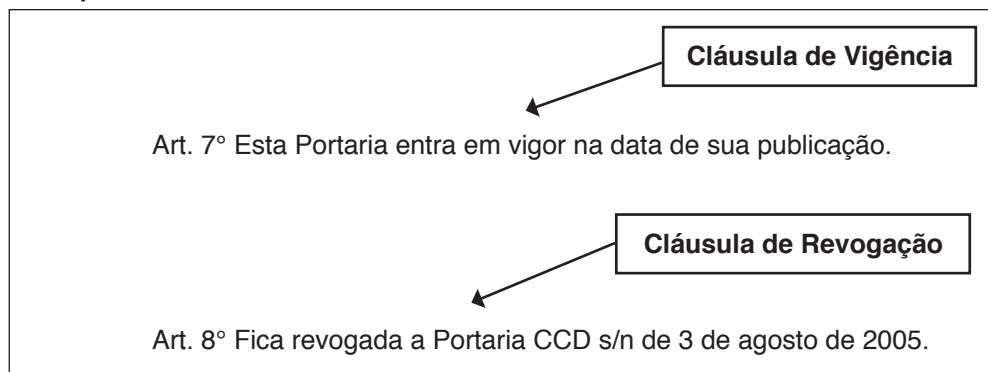 Cláusula de Vigência
Art. 7° Esta Portaria entra em vigor na data de sua publicação.
Cláusula de Revogação
Art. 8° Fica revogada a Portaria CCD s/n de 3 de agosto de 2005.